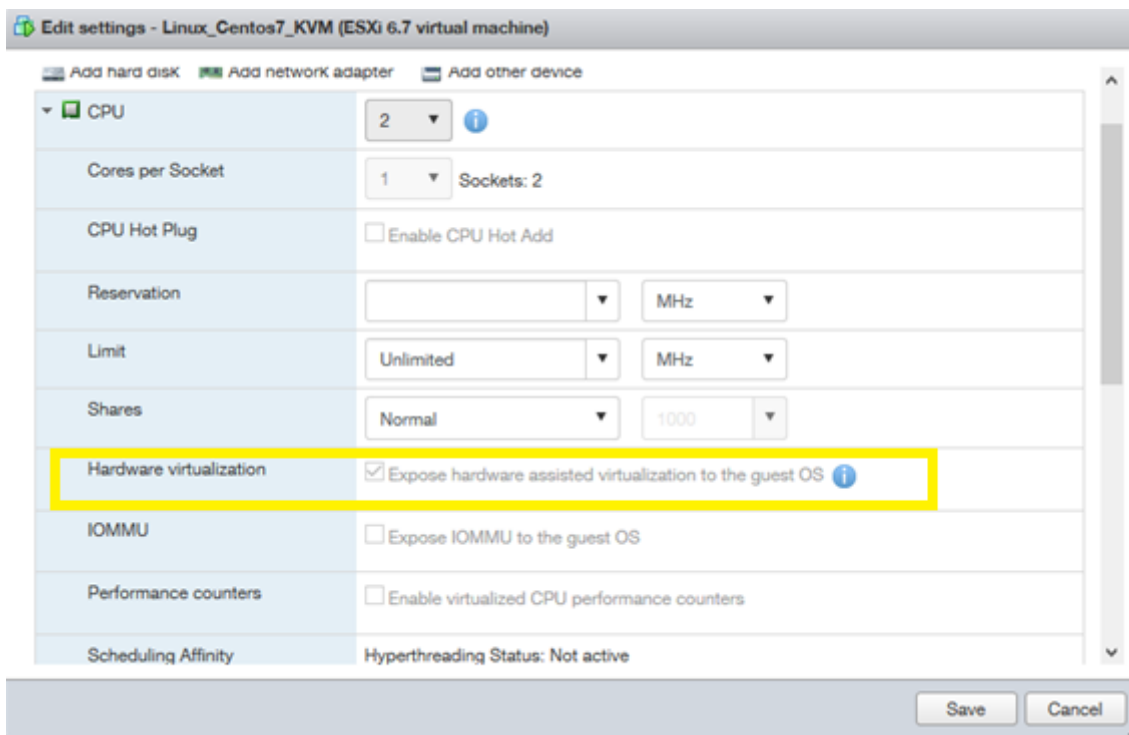 Edit settings - Linux_Centos7_KVM (ESXi 6.7 virtual machine)
Add hard disk Add network adapter Add other device
CPU 2
Cores per Socket 1 Sockets: 2
CPU Hot Plug Enable CPU Hot Add
Reservation MHz
Limit Unlimited MHz
Shares Normal 1000
Hardware virtualization Expose hardware assisted virtualization to the guest OS
IOMMU Expose IOMMU to the guest OS
Performance counters Enable virtualized CPU performance counters
Scheduling Affinity Hyperthreading Status: Not active
Save Cancel